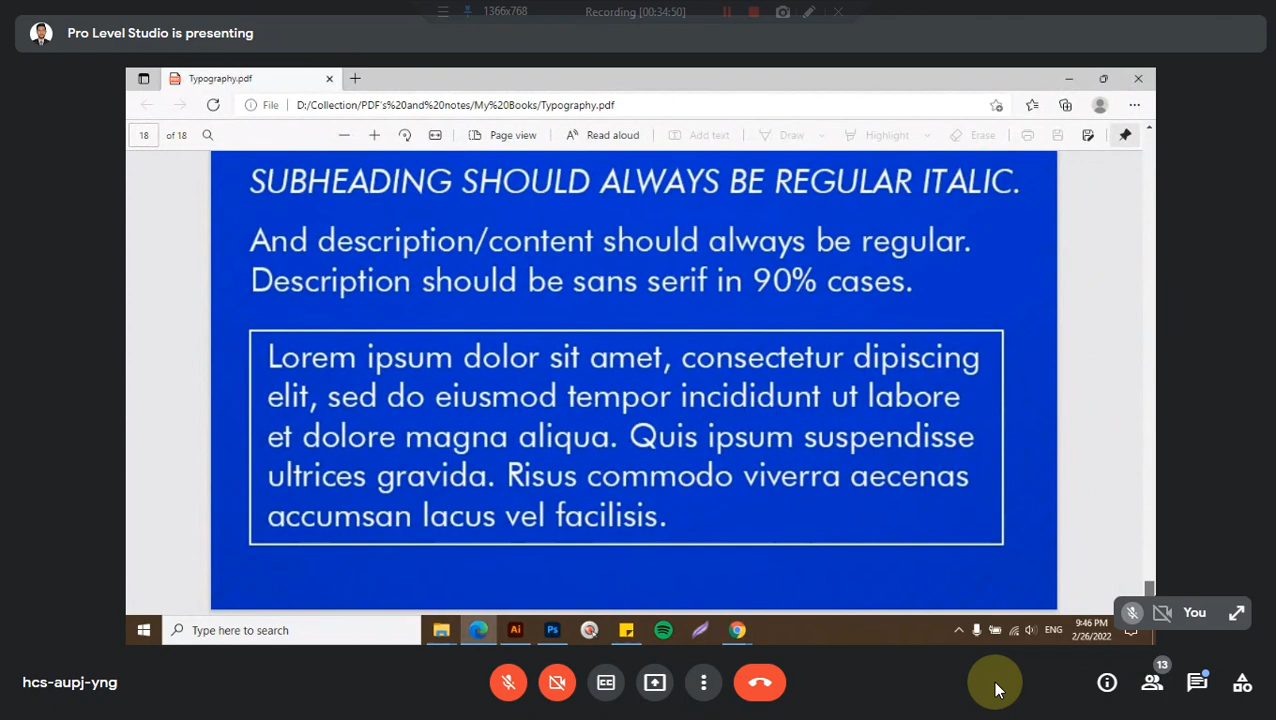 1366x768
Recording [00:34:50]
Pro Level Studio is presenting
Typography.pdf
File
D:/Collection/PDF's%20and%20notes/My%20Books/Typography.pdf
18 of 18
Page view
Read aloud
Add text
Draw
Highlight
Erase
SUBHEADING SHOULD ALWAYS BE REGULAR ITALIC.
And description/content should always be regular.
Description should be sans serif in 90% cases.
Lorem ipsum dolor sit amet, consectetur dipiscing
elit, sed do eiusmod tempor incididunt ut labore
et dolore magna aliqua. Quis ipsum suspendisse
ultrices gravida. Risus commodo viverra aecenas
accumsan lacus vel facilisis.
You
Type here to search
Ai
Ps
ENG
9:46 PM
2/26/2022
hcs-aupj-yng
CC
13